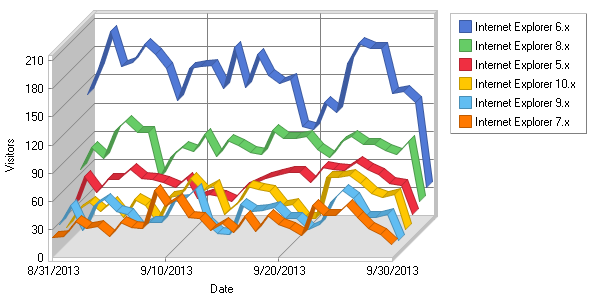 210
180
150
120
90
60
30
0
Visitors
8/31/2013
9/10/2013
9/20/2013
9/30/2013
Date
Internet Explorer 6.x
Internet Explorer 8.x
Internet Explorer 5.x
Internet Explorer 10.x
Internet Explorer 9.x
Internet Explorer 7.x